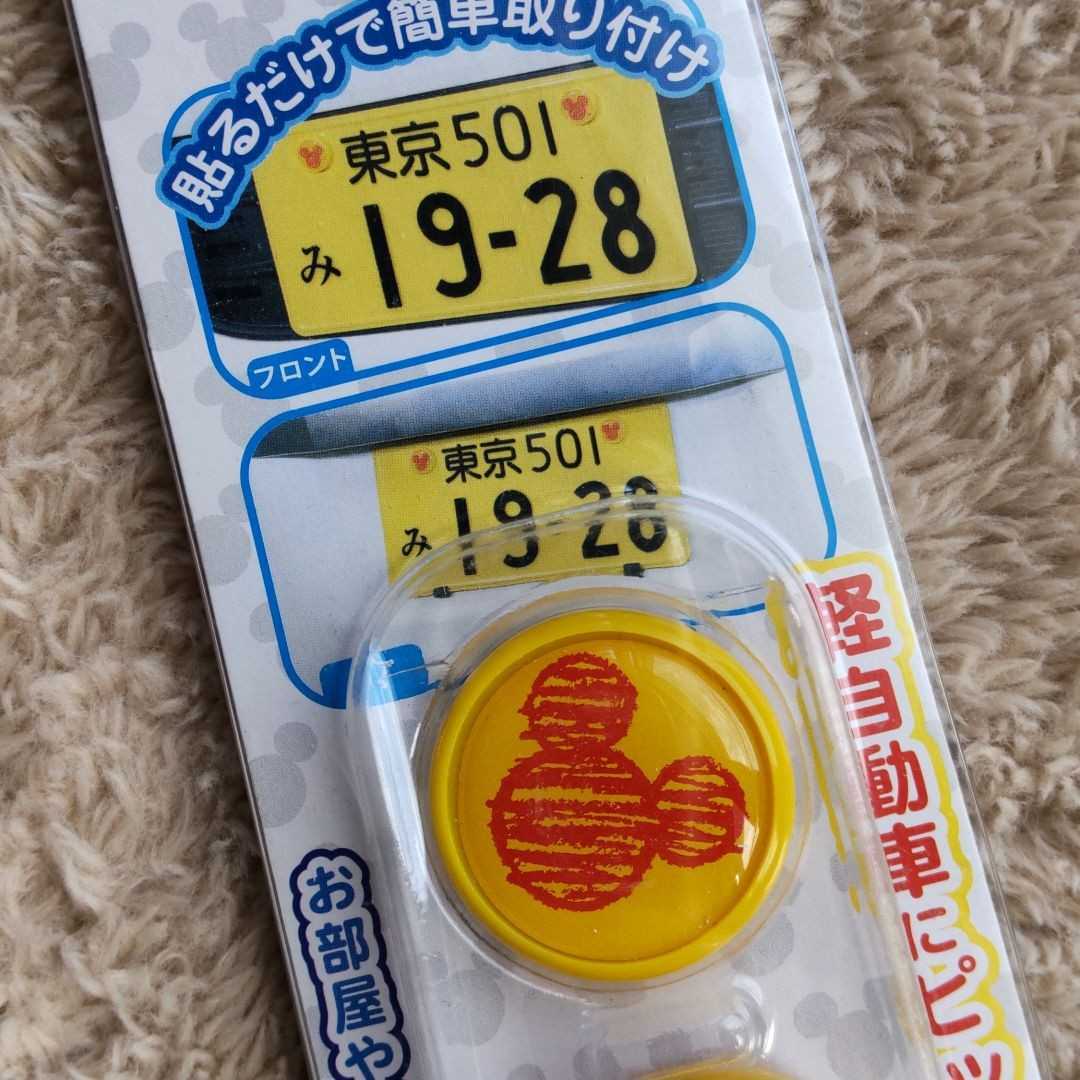 貼るだけで簡単取り付け
東京501
み 19-28
フロント
東京501
み 19-28
軽自動車にピッ
お部屋や